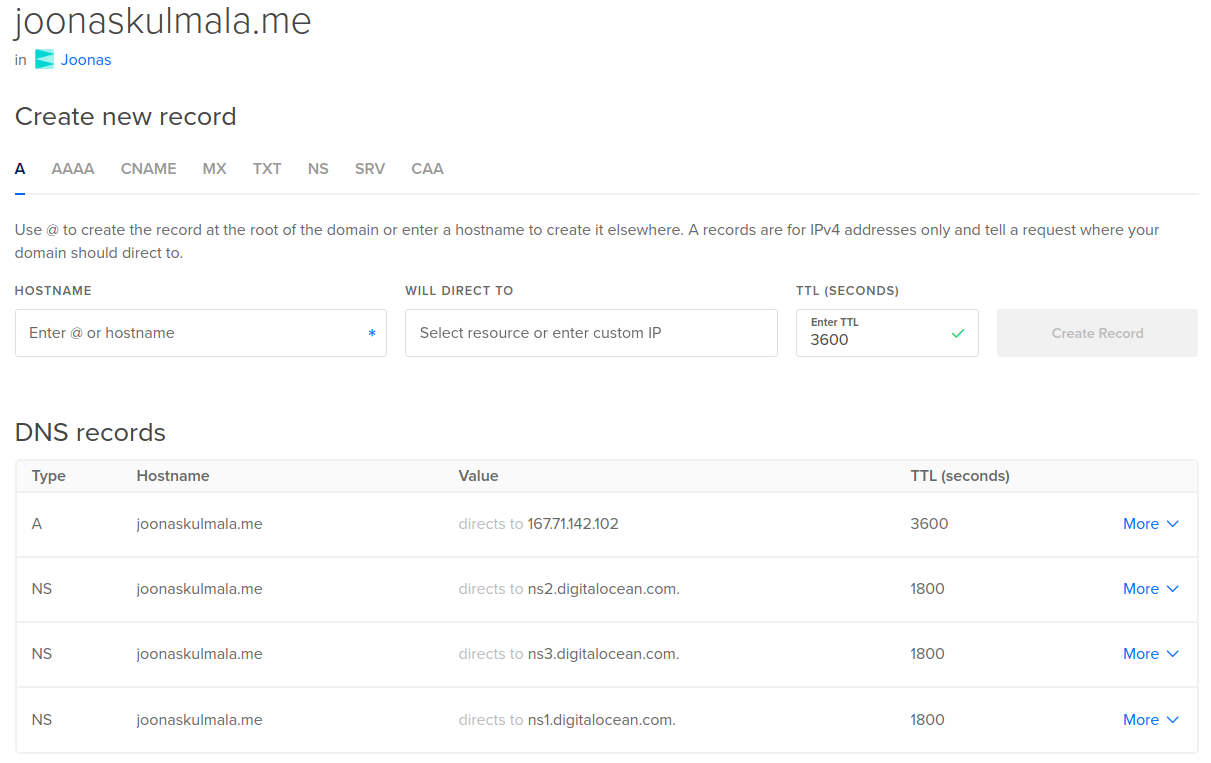 joonaskulmala.me
in Joonas
Create new record
A AAAA CNAME MX TXT NS SRV CAA
Use @ to create the record at the root of the domain or enter a hostname to create it elsewhere. A records are for IPv4 addresses only and tell a request where your
domain should direct to.
HOSTNAME WILL DIRECT TO TTL (SECONDS)
Enter @ or hostname * Select resource or enter custom IP Enter TTL
3600 Create Record
DNS records
Type Hostname Value TTL (seconds)
A joonaskulmala.me directs to 167.71.142.102 3600 More
NS joonaskulmala.me directs to ns2.digitalocean.com. 1800 More
NS joonaskulmala.me directs to ns3.digitalocean.com. 1800 More
NS joonaskulmala.me directs to ns1.digitalocean.com. 1800 More